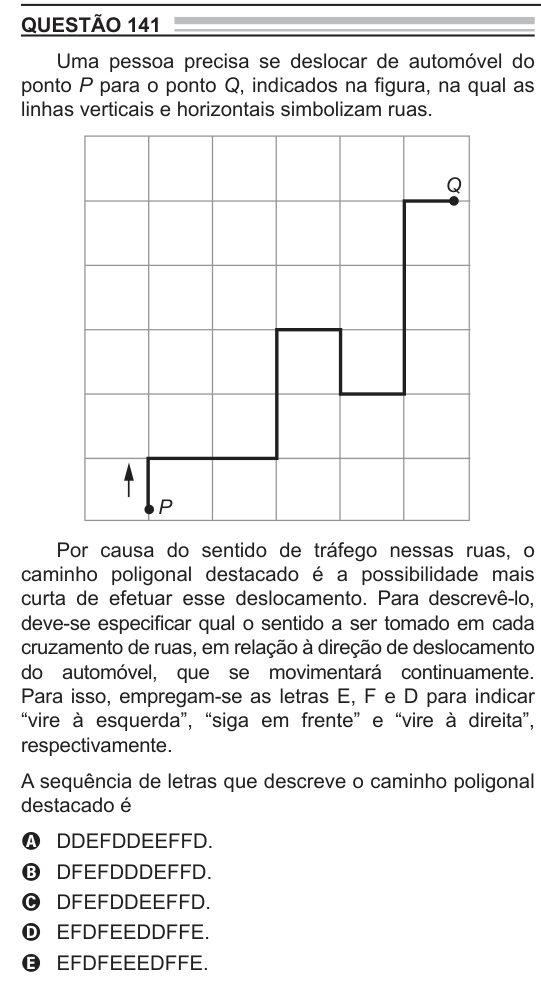 QUESTÃO 141
Uma pessoa precisa se deslocar de automóvel do
ponto P para o ponto Q, indicados na figura, na qual as
linhas verticais e horizontais simbolizam ruas.
Q
P
Por causa do sentido de tráfego nessas ruas, o
caminho poligonal destacado é a possibilidade mais
curta de efetuar esse deslocamento. Para descrevê-lo,
deve-se especificar qual o sentido a ser tomado em cada
cruzamento de ruas, em relação à direção de deslocamento
do automóvel, que se movimentará continuamente.
Para isso, empregam-se as letras E, F e D para indicar
“vire à esquerda”, “siga em frente” e “vire à direita”,
respectivamente.
A sequência de letras que descreve o caminho poligonal
destacado é
A DDEFDDEEFFD.
B DFEFDDDEFFD.
C DFEFDDEEFFD.
D EFDFEEDDFFE.
E EFDFEEEDFFE.